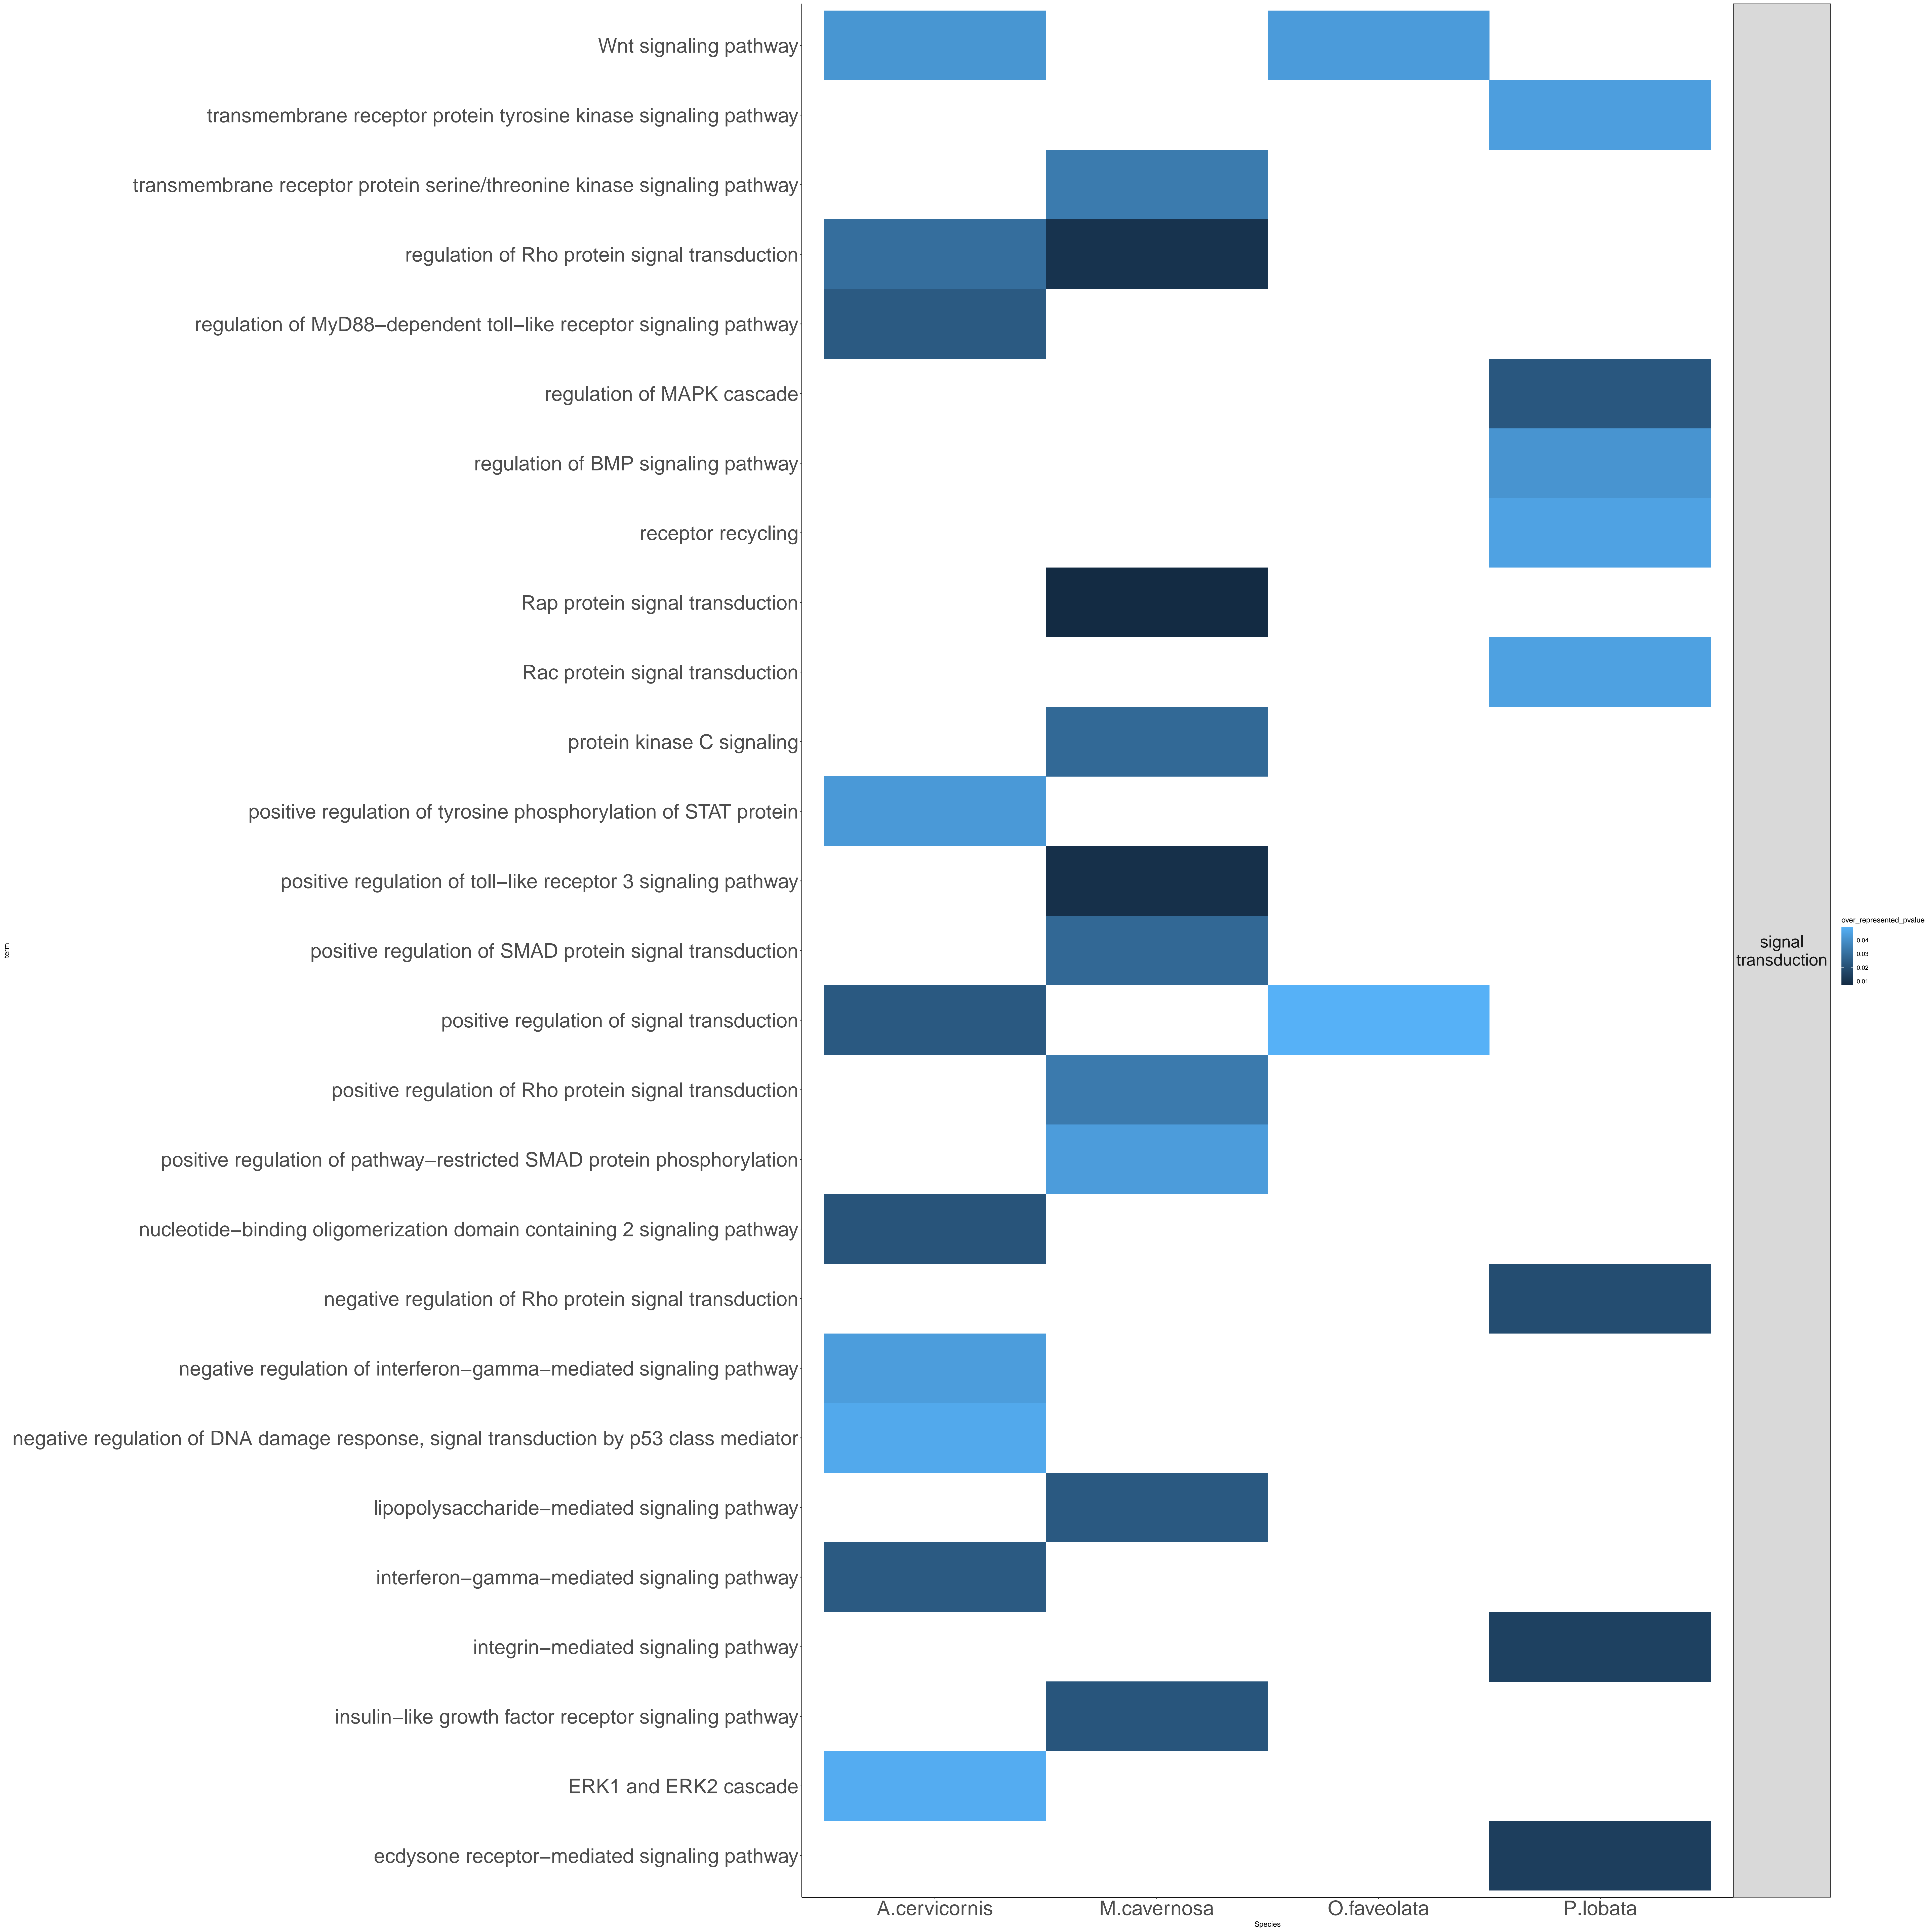 Wnt signaling pathway
transmembrane receptor protein tyrosine kinase signaling pathway
transmembrane receptor protein serine/threonine kinase signaling pathway
regulation of Rho protein signal transduction
regulation of MyD88−dependent toll−like receptor signaling pathway
regulation of MAPK cascade
regulation of BMP signaling pathway
receptor recycling
Rap protein signal transduction
Rac protein signal transduction
protein kinase C signaling
positive regulation of tyrosine phosphorylation of STAT protein
positive regulation of toll−like receptor 3 signaling pathway
positive regulation of SMAD protein signal transduction
positive regulation of signal transduction
positive regulation of Rho protein signal transduction
positive regulation of pathway−restricted SMAD protein phosphorylation
nucleotide−binding oligomerization domain containing 2 signaling pathway
negative regulation of Rho protein signal transduction
negative regulation of interferon−gamma−mediated signaling pathway
negative regulation of DNA damage response, signal transduction by p53 class mediator
lipopolysaccharide−mediated signaling pathway
interferon−gamma−mediated signaling pathway
integrin−mediated signaling pathway
insulin−like growth factor receptor signaling pathway
ERK1 and ERK2 cascade
ecdysone receptor−mediated signaling pathway
term
A.cervicornis
M.cavernosa
O.faveolata
P.lobata
Species
signal
transduction
over_represented_pvalue
0.04
0.03
0.02
0.01